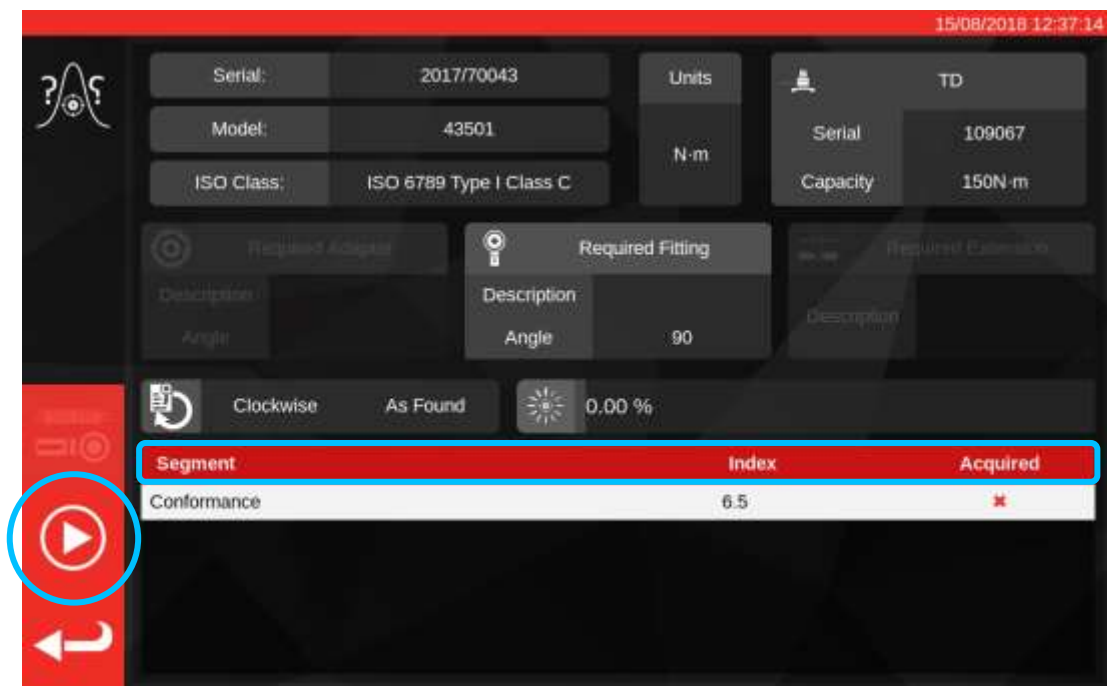 15/08/2018 12:37:14
Serial: 2017/70043
Model: 43501
ISO Class: ISO 6789 Type I Class C
Units
N·m
TD
Serial 109067
Capacity 150N·m
Required Adaptor
Description
Angle
Required Fitting
Description
Angle 90
Required Extension
Description
Clockwise As Found
0.00 %
Segment Index Acquired
Conformance 6.5 ✖